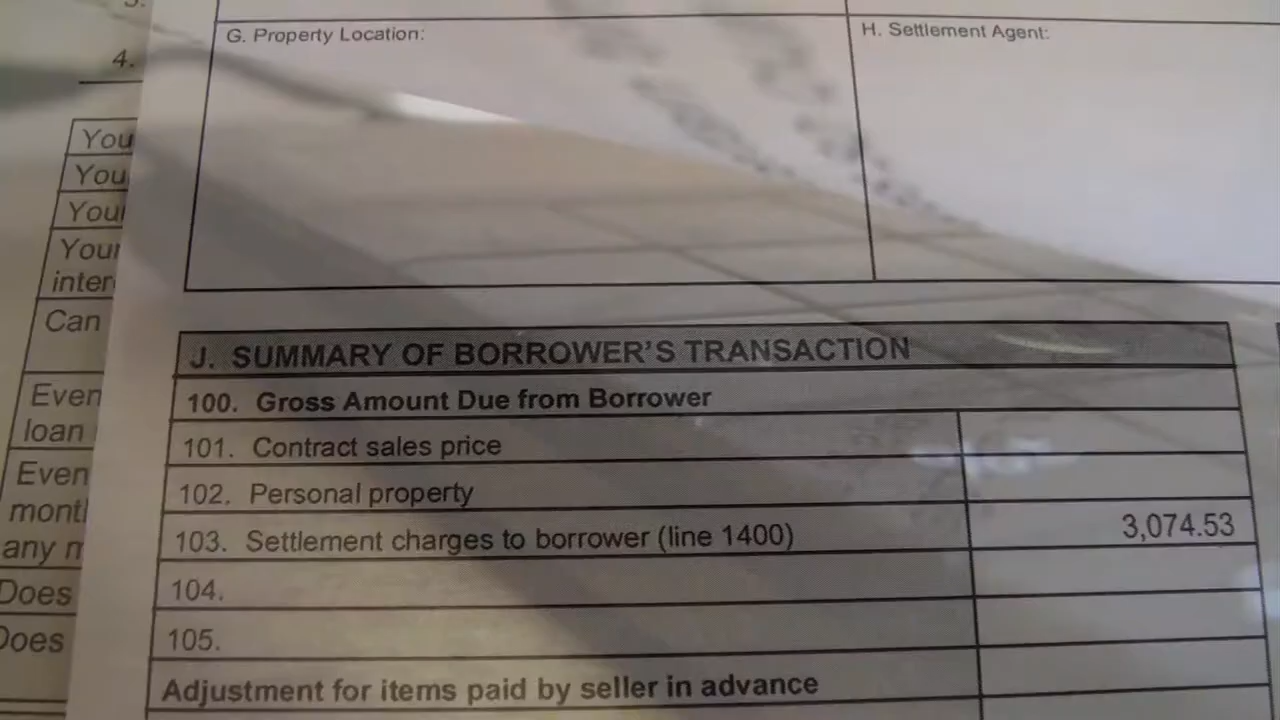 4.
G. Property Location:
H. Settlement Agent:
You
You
You
Your
inter
Can
Even
loan
Even
mont
any m
Does
Does
J. SUMMARY OF BORROWER'S TRANSACTION
100. Gross Amount Due from Borrower
101. Contract sales price
102. Personal property
103. Settlement charges to borrower (line 1400) 3,074.53
104.
105.
Adjustment for items paid by seller in advance